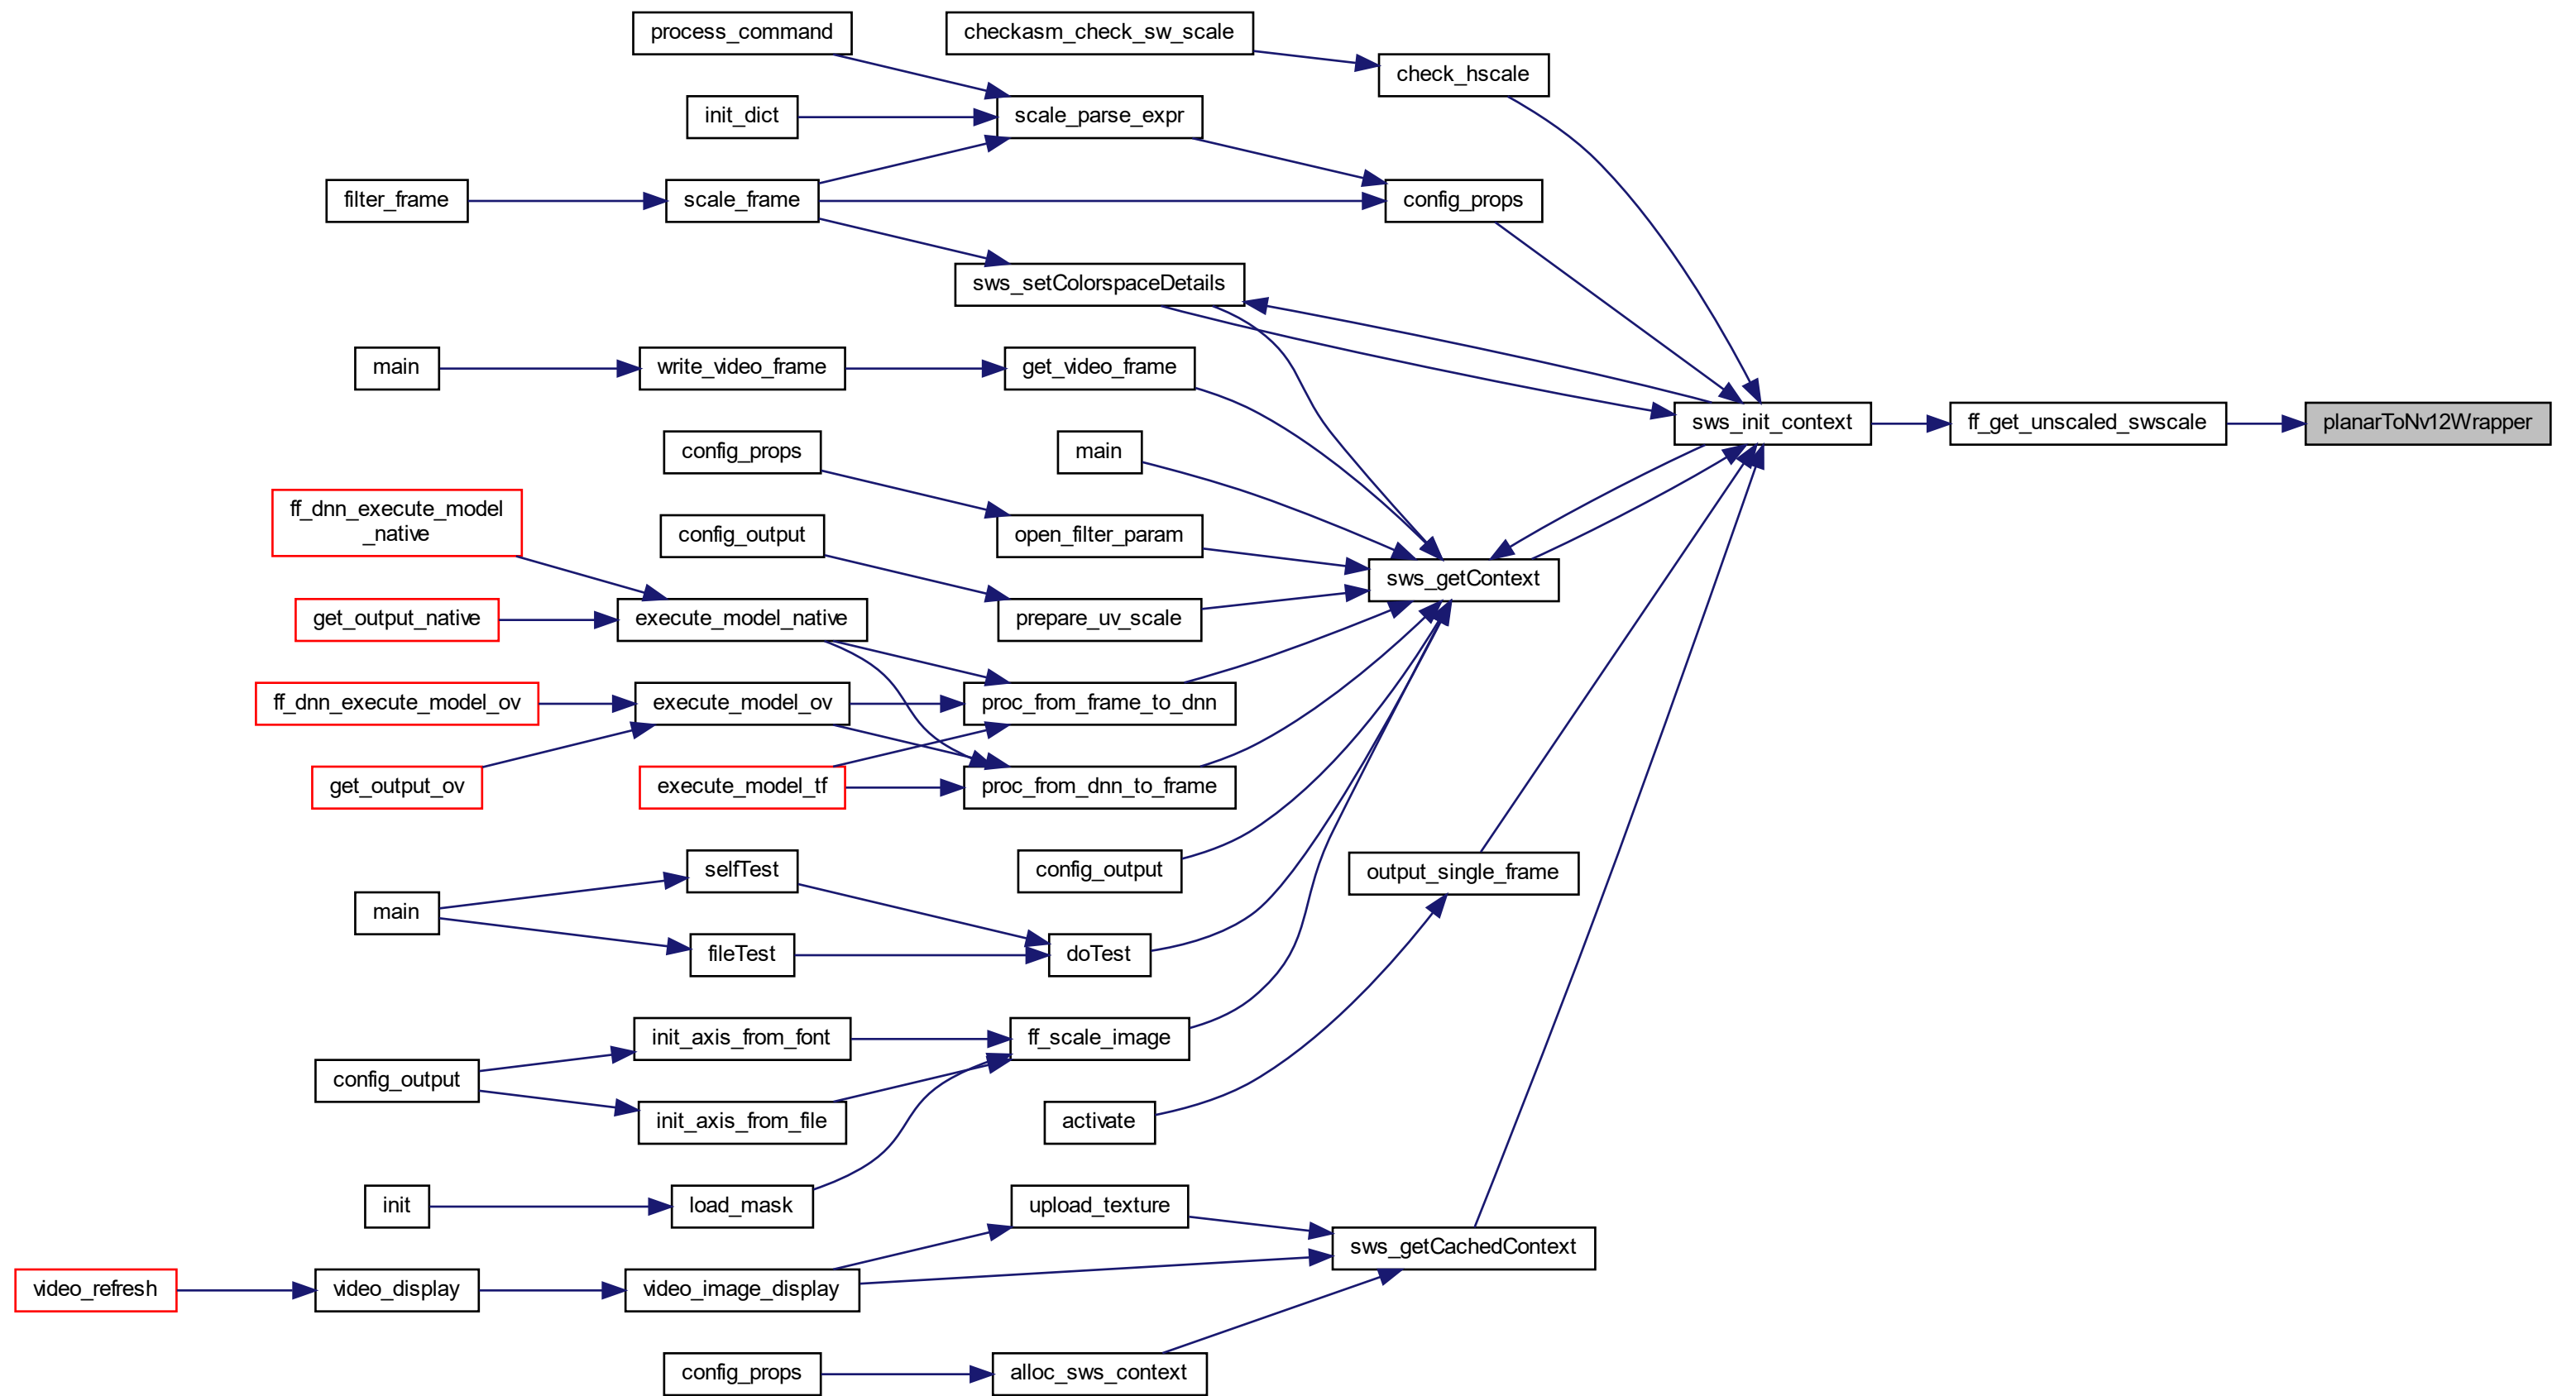 process_command
checkasm_check_sw_scale
check_hscale
init_dict
scale_parse_expr
filter_frame
scale_frame
config_props
sws_setColorspaceDetails
main
write_video_frame
get_video_frame
sws_init_context
ff_get_unscaled_swscale
planarToNv12Wrapper
config_props
main
ff_dnn_execute_model
_native
config_output
open_filter_param
sws_getContext
get_output_native
execute_model_native
prepare_uv_scale
ff_dnn_execute_model_ov
execute_model_ov
proc_from_frame_to_dnn
get_output_ov
execute_model_tf
proc_from_dnn_to_frame
selfTest
config_output
output_single_frame
main
fileTest
doTest
init_axis_from_font
ff_scale_image
config_output
init_axis_from_file
activate
init
load_mask
upload_texture
sws_getCachedContext
video_refresh
video_display
video_image_display
config_props
alloc_sws_context